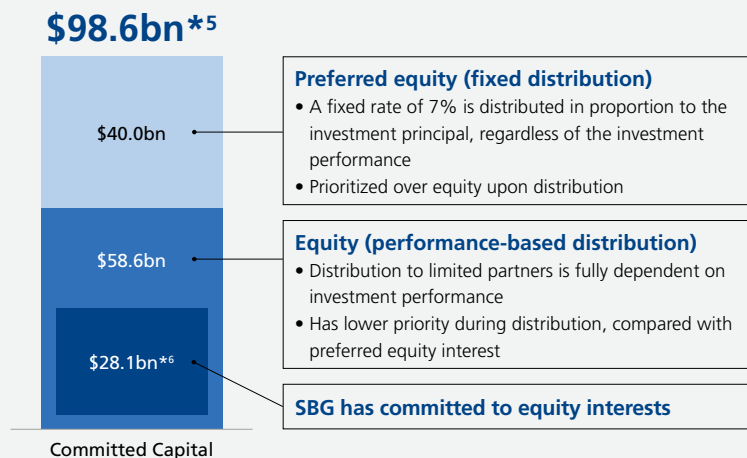 $98.6bn*5
$40.0bn
Preferred equity (fixed distribution)
• A fixed rate of 7% is distributed in proportion to the
investment principal, regardless of the investment
performance
• Prioritized over equity upon distribution
$58.6bn
Equity (performance-based distribution)
• Distribution to limited partners is fully dependent on
investment performance
• Has lower priority during distribution, compared with
preferred equity interest
$28.1bn*6
SBG has committed to equity interests
Committed Capital